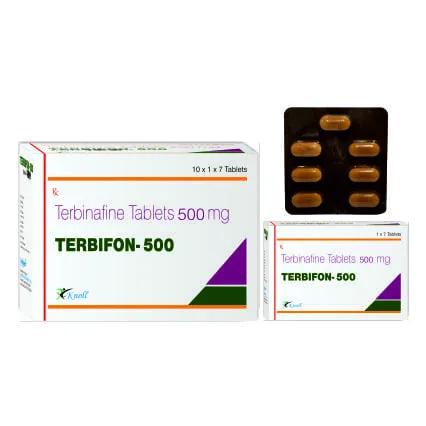 TERBIFON-500
10 x 1 x 7 Tablets
Rx
Terbinafine Tablets 500 mg
TERBIFON-500
Knoll
1 x 7 Tablets
Rx
Terbinafine Tablets 500 mg
TERBIFON-500
Knoll